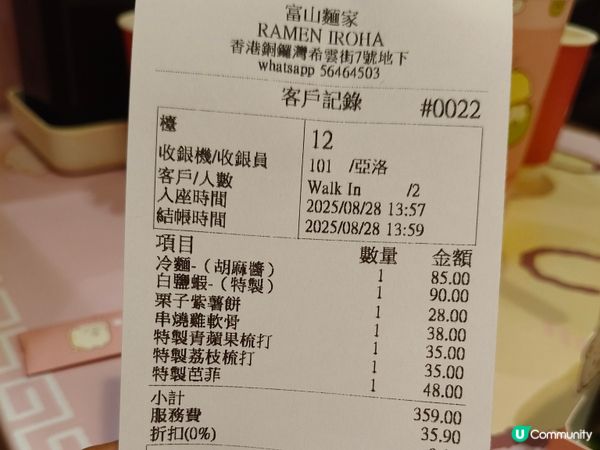 富山麵家
RAMEN IROHA
香港銅鑼灣希雲街7號地下
whatsapp 56464503
客戶記錄 #0022
檯 12
收銀機/收銀員 101 /亞洛
客戶/人數 Walk In /2
入座時間 2025/08/28 13:57
結帳時間 2025/08/28 13:59
項目 數量 金額
冷麵-（胡麻醬） 1 85.00
白鹽蝦-（特製） 1 90.00
栗子紫薯餅 1 28.00
串燒雞軟骨 1 38.00
特製青蘋果梳打 1 35.00
特製荔枝梳打 1 35.00
特製芭菲 1 48.00
小計 359.00
服務費 35.90
折扣(0%)
U Community